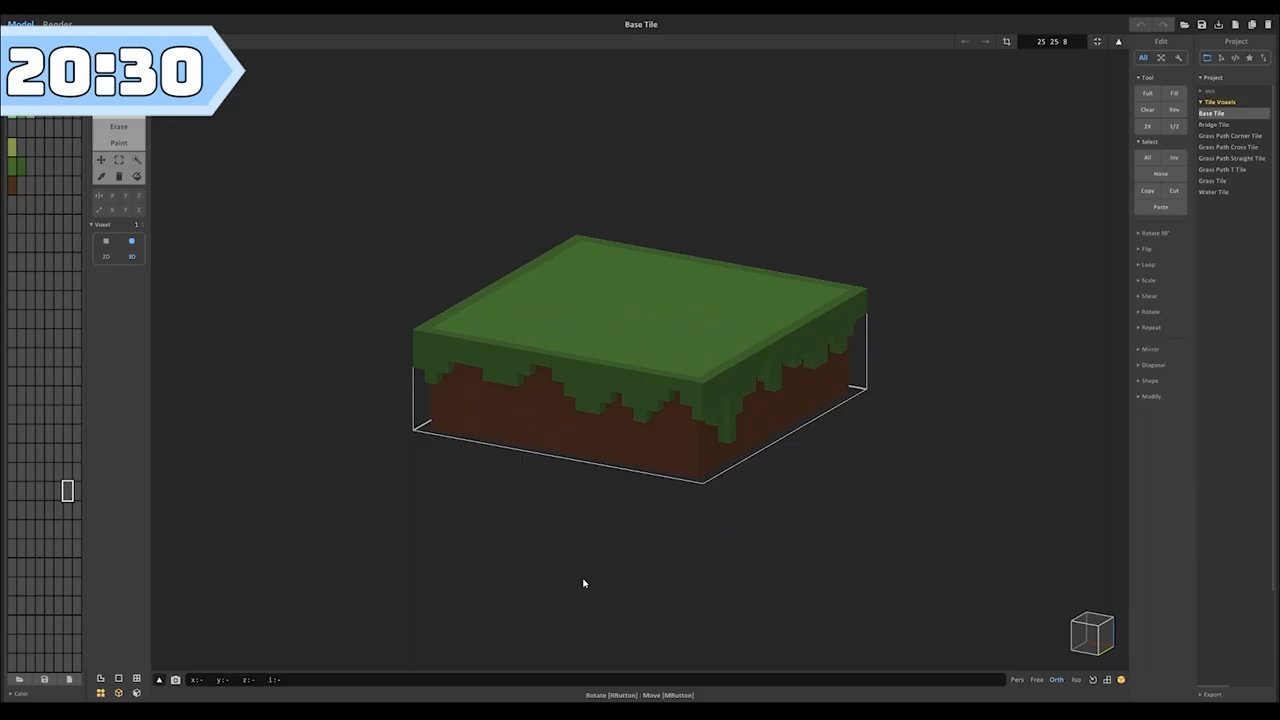 Model Render
Base Tile
20:30
25 25 8
Edit
Project
All
Tool
Full Fill
Clear Rev
2X 1/2
Select
All Inv
None
Copy Cut
Paste
Rotate 90°
Flip
Loop
Scale
Shear
Rotate
Repeat
Mirror
Diagonal
Shape
Modify
Project
vox
Tile Voxels
Base Tile
Bridge Tile
Grass Path Corner Tile
Grass Path Cross Tile
Grass Path Straight Tile
Grass Path T Tile
Grass Tile
Water Tile
Erase
Paint
X Y Z
X Y Z
Voxel 1
2D 3D
x:- y:- z:- i:-
Pers Free Orth Iso
Color
Rotate [RButton] : Move [MButton]
Export